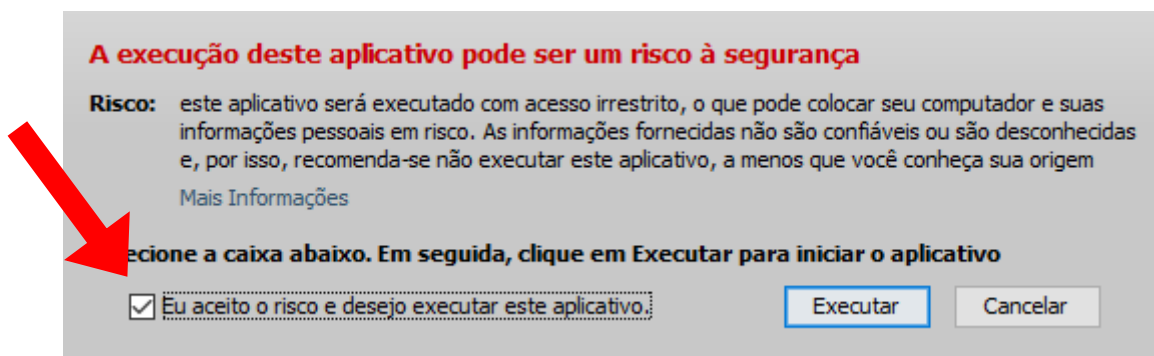 A execução deste aplicativo pode ser um risco à segurança
Risco: este aplicativo será executado com acesso irrestrito, o que pode colocar seu computador e suas
informações pessoais em risco. As informações fornecidas não são confiáveis ou são desconhecidas
e, por isso, recomenda-se não executar este aplicativo, a menos que você conheça sua origem
Mais Informações
ne a caixa abaixo. Em seguida, clique em Executar para iniciar o aplicativo
Eu aceito o risco e desejo executar este aplicativo. Executar Cancelar